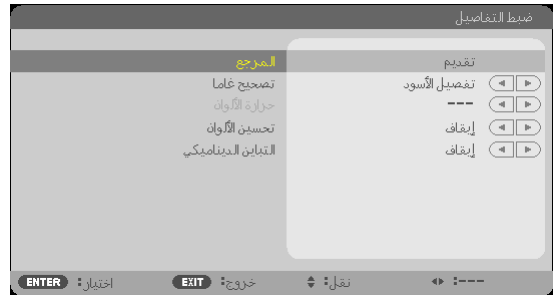 ضبط التفاصيل
المرجع تقديم
تصحيح غاما تفصيل الأسود
حرارة الألوان ---
تحسين الألوان إيقاف
التباين الديناميكي إيقاف
ENTER :اختيار EXIT :خروج نقل: :---